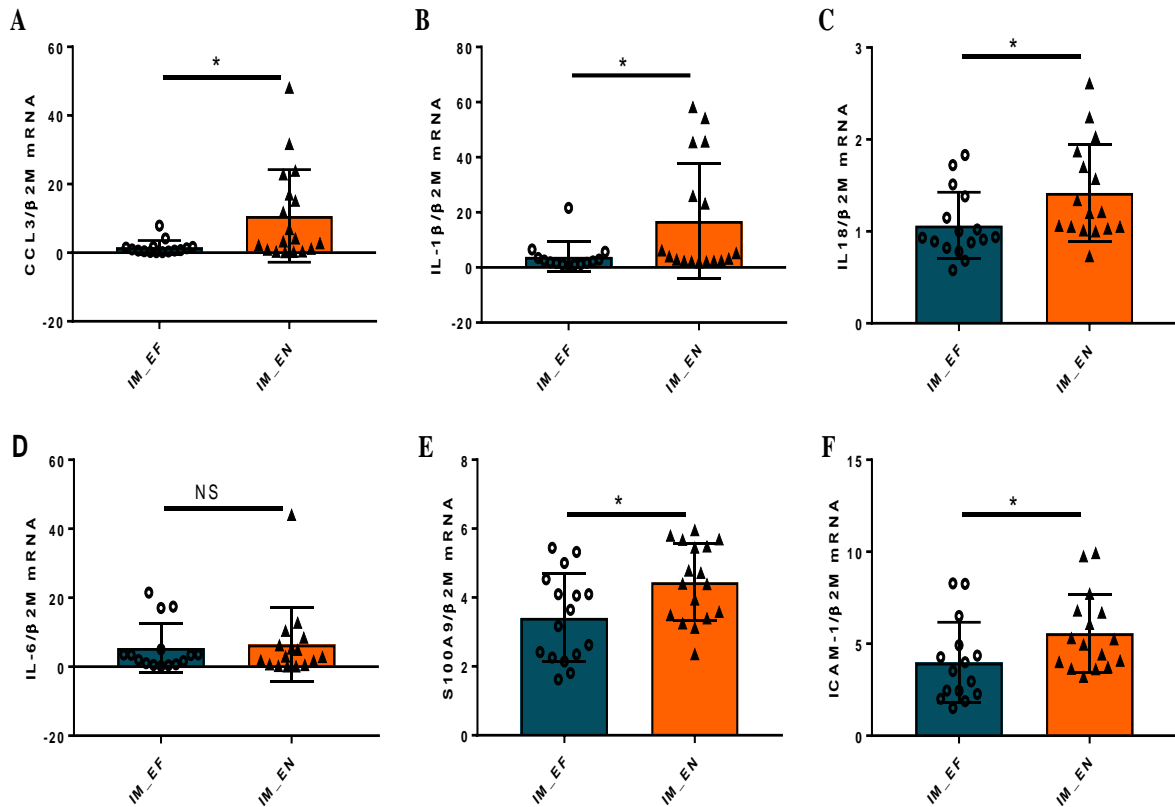 A
CCL3/β2M mRNA
60
40
20
0
-20
*
IM_EF
IM_EN
B
IL-1β/β2M mRNA
80
60
40
20
0
-20
*
IM_EF
IM_EN
C
IL18/β2M mRNA
3
2
1
0
*
IM_EF
IM_EN
D
IL-6/β2M mRNA
60
40
20
0
-20
NS
IM_EF
IM_EN
E
S100A9/β2M mRNA
8
6
4
2
0
*
IM_EF
IM_EN
F
ICAM-1/β2M mRNA
15
10
5
0
*
IM_EF
IM_EN